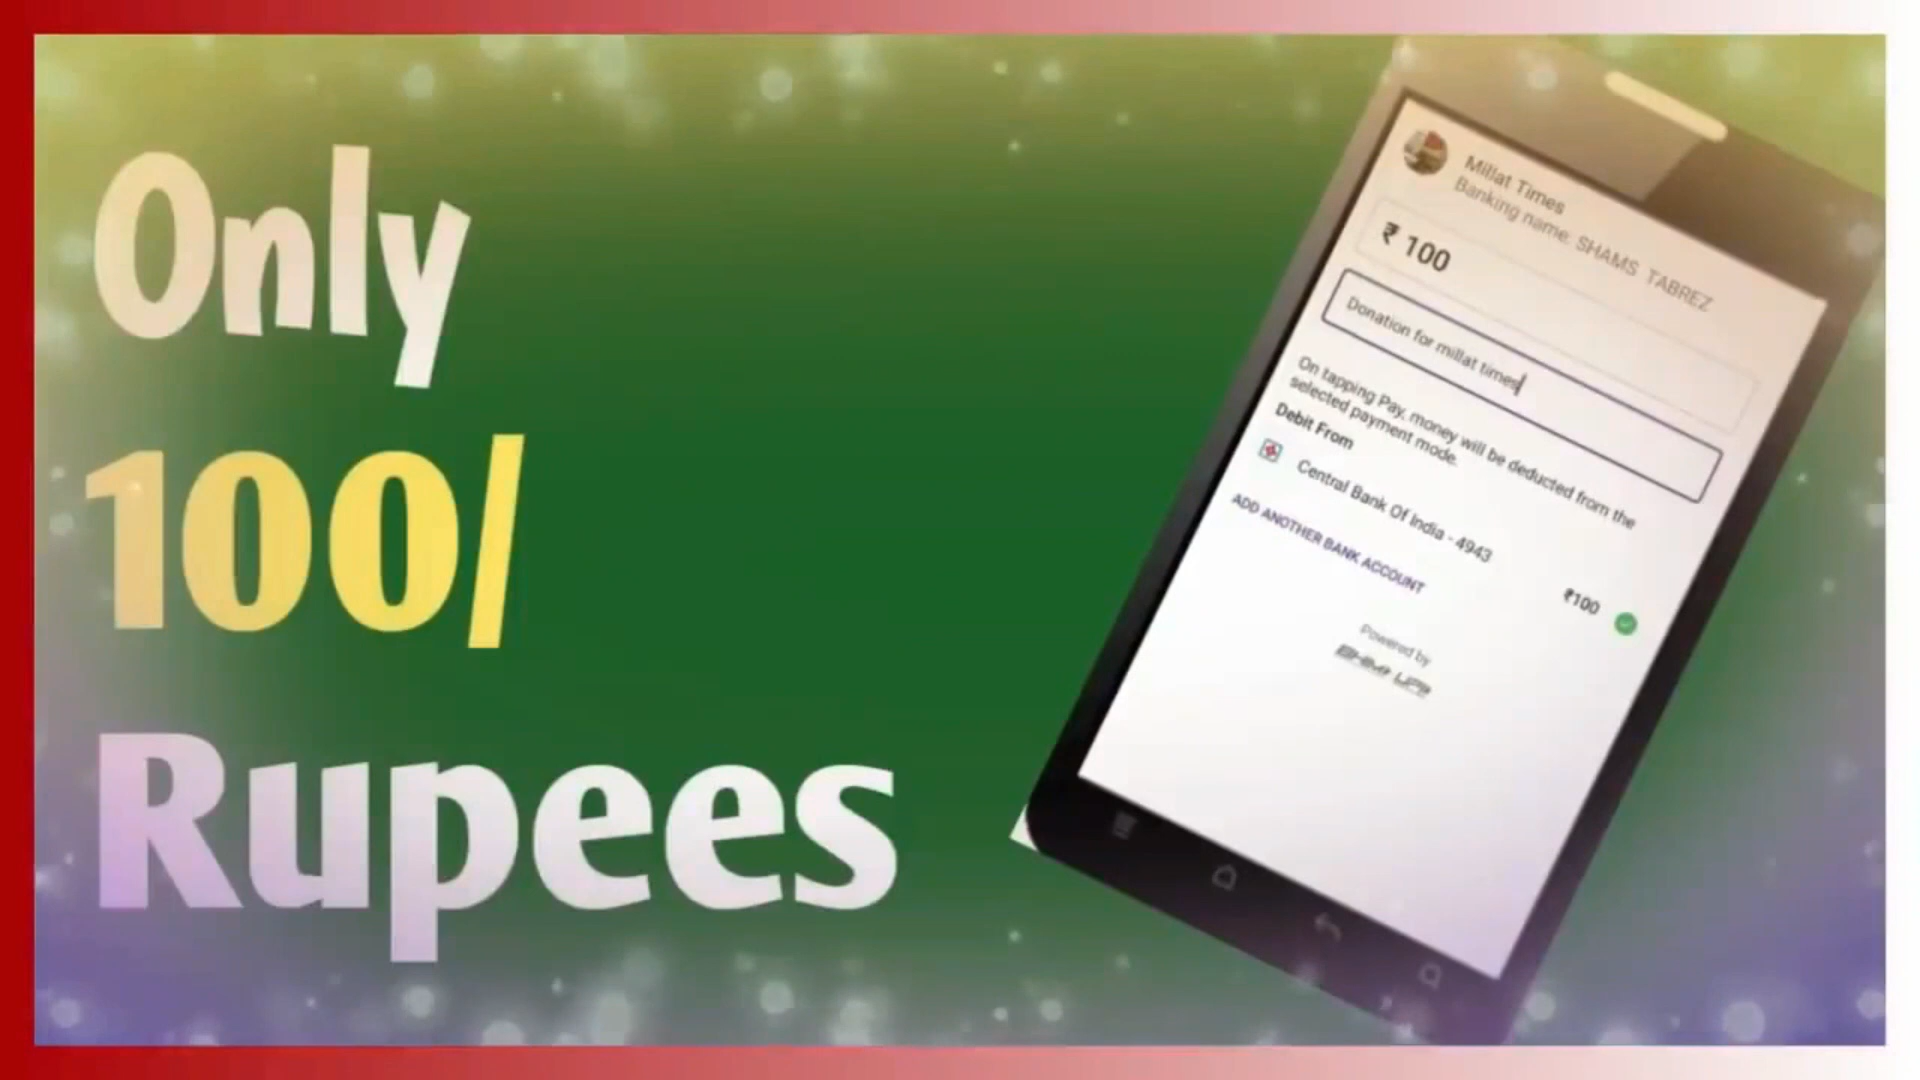 Only
100/
Rupees
Millat Times
Banking name: SHAMS TABREZ
₹ 100
Donation for millat times
On tapping Pay, money will be deducted from the
selected payment mode.
Debit From
Central Bank Of India - 4943
₹100
ADD ANOTHER BANK ACCOUNT
Powered by
BHIM UPI